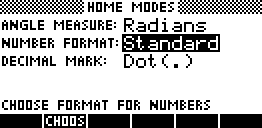 HOME MODES
ANGLE MEASURE: Radians
NUMBER FORMAT: Standard
DECIMAL MARK: Dot(.)
CHOOSE FORMAT FOR NUMBERS
CHOOS